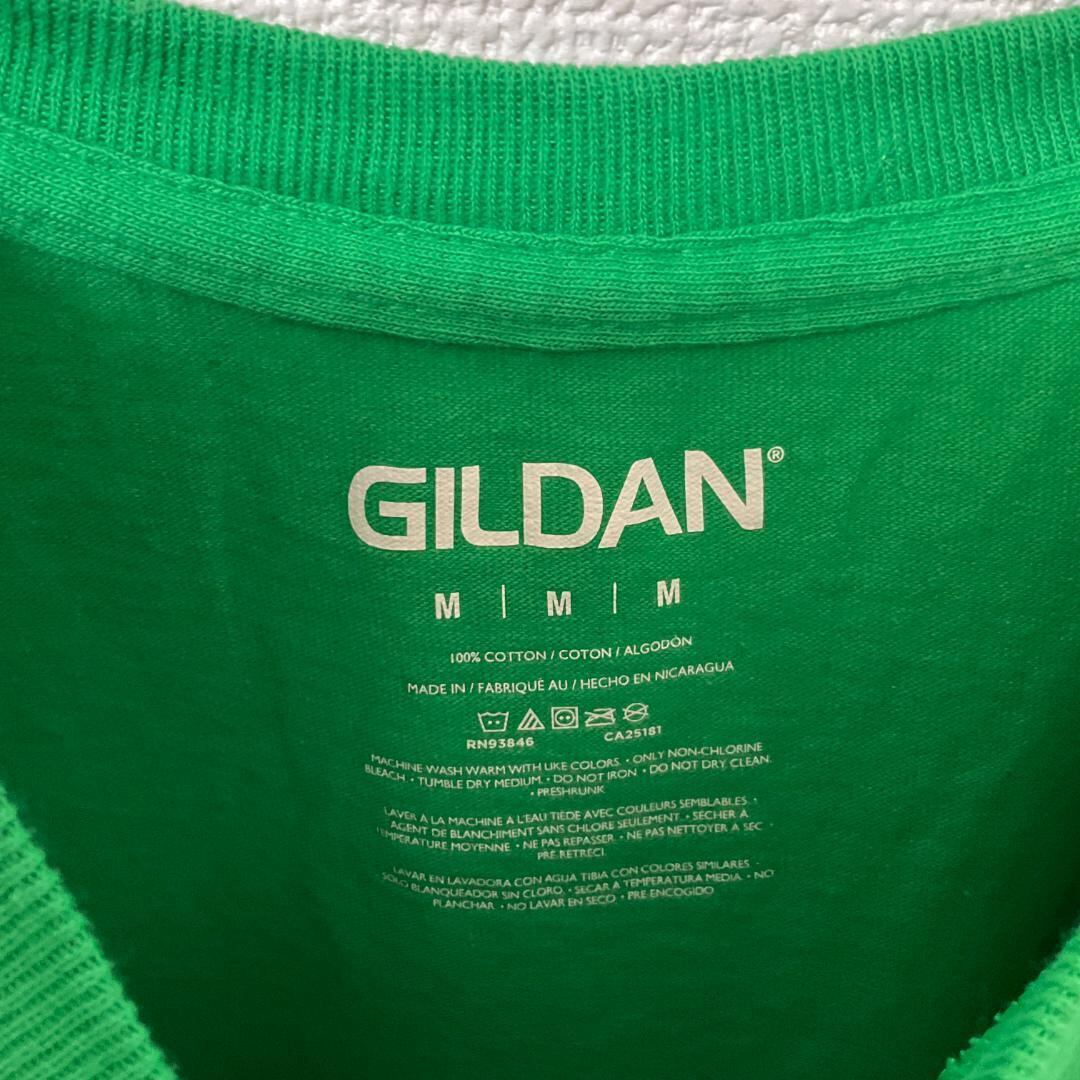 GILDAN®
M | M | M
100% COTTON / COTON / ALGODÓN
MADE IN / FABRIQUÉ AU / HECHO EN NICARAGUA
RN93846 CA25181
MACHINE WASH WARM WITH LIKE COLORS • ONLY NON-CHLORINE
BLEACH • TUMBLE DRY MEDIUM • DO NOT IRON • DO NOT DRY CLEAN
• PRESHRUNK
LAVER À LA MACHINE À L'EAU TIÈDE AVEC COULEURS SEMBLABLES •
AGENT DE BLANCHIMENT SANS CHLORE SEULEMENT • SÉCHER À
TEMPÉRATURE MOYENNE • NE PAS REPASSER • NE PAS NETTOYER À SEC •
PRÉ RÉTRÉCI
LAVAR EN LAVADORA CON AGUA TIBIA CON COLORES SIMILARES •
SOLO BLANQUEADOR SIN CLORO • SECAR A TEMPERATURA MEDIA • NO
PLANCHAR • NO LAVAR EN SECO • PRE ENCOGIDO